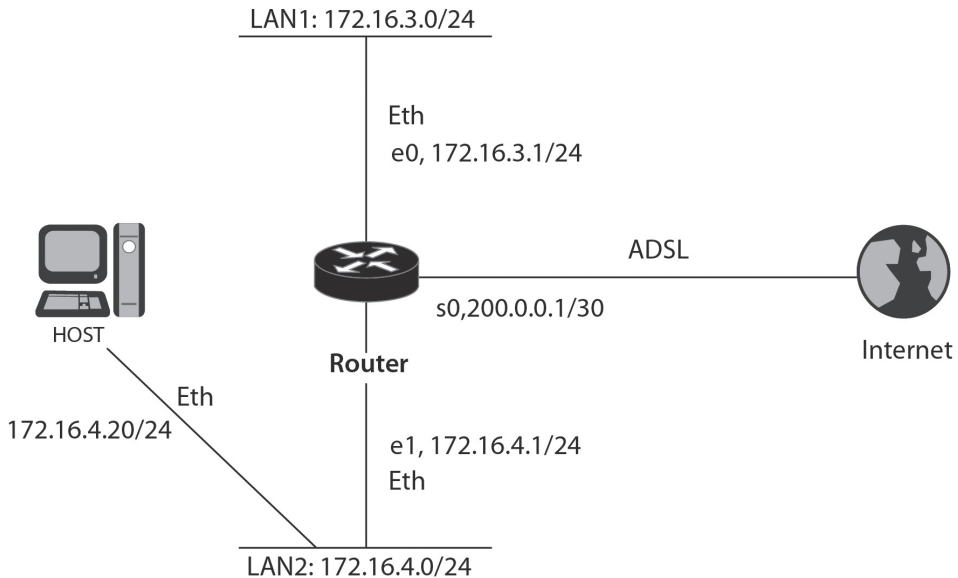 LAN1: 172.16.3.0/24
Eth
e0, 172.16.3.1/24
ADSL
s0,200.0.0.1/30
HOST
Internet
Router
Eth
172.16.4.20/24
e1, 172.16.4.1/24
Eth
LAN2: 172.16.4.0/24